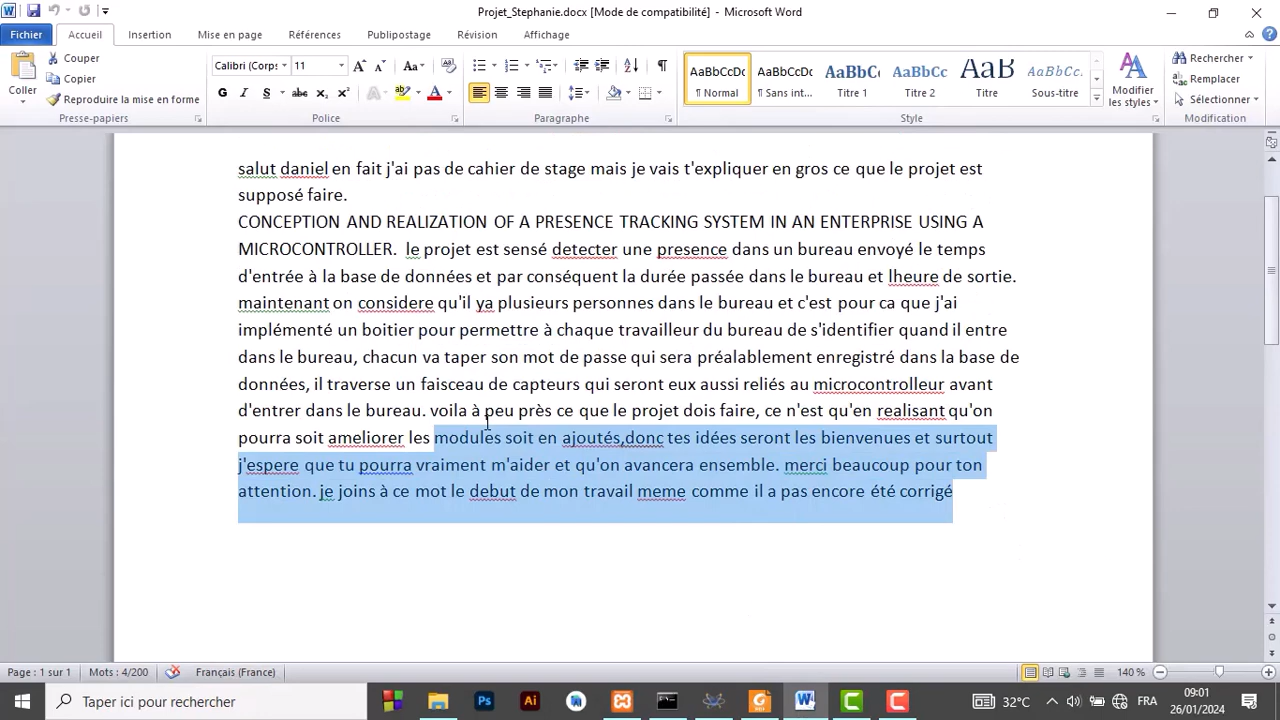 Projet_Stephanie.docx [Mode de compatibilité] - Microsoft Word
Fichier Accueil Insertion Mise en page Références Publipostage Révision Affichage
Coller
Couper
Copier
Reproduire la mise en forme
Presse-papiers
Calibri (Corps 11
G I S abc x₂ x² A
Police
Paragraphe
AaBbCcDc AaBbCcDc AaBbC AaBbCc AaB AaBbCc.
¶ Normal ¶ Sans int... Titre 1 Titre 2 Titre Sous-titre
Modifier
les styles
Style
Rechercher
Remplacer
Sélectionner
Modification
salut daniel en fait j'ai pas de cahier de stage mais je vais t'expliquer en gros ce que le projet est
supposé faire.
CONCEPTION AND REALIZATION OF A PRESENCE TRACKING SYSTEM IN AN ENTERPRISE USING A
MICROCONTROLLER. le projet est sensé detecter une presence dans un bureau envoyé le temps
d'entrée à la base de données et par conséquent la durée passée dans le bureau et lheure de sortie.
maintenant on considere qu'il ya plusieurs personnes dans le bureau et c'est pour ca que j'ai
implémenté un boitier pour permettre à chaque travailleur du bureau de s'identifier quand il entre
dans le bureau, chacun va taper son mot de passe qui sera préalablement enregistré dans la base de
données, il traverse un faisceau de capteurs qui seront eux aussi reliés au microcontrolleur avant
d'entrer dans le bureau. voila à peu près ce que le projet dois faire, ce n'est qu'en realisant qu'on
pourra soit ameliorer les modules soit en ajoutés,donc tes idées seront les bienvenues et surtout
j'espere que tu pourra vraiment m'aider et qu'on avancera ensemble. merci beaucoup pour ton
attention. je joins à ce mot le debut de mon travail meme comme il a pas encore été corrigé
Page : 1 sur 1 Mots : 4/200 Français (France) 140 %
Taper ici pour rechercher
32°C FRA
09:01
26/01/2024